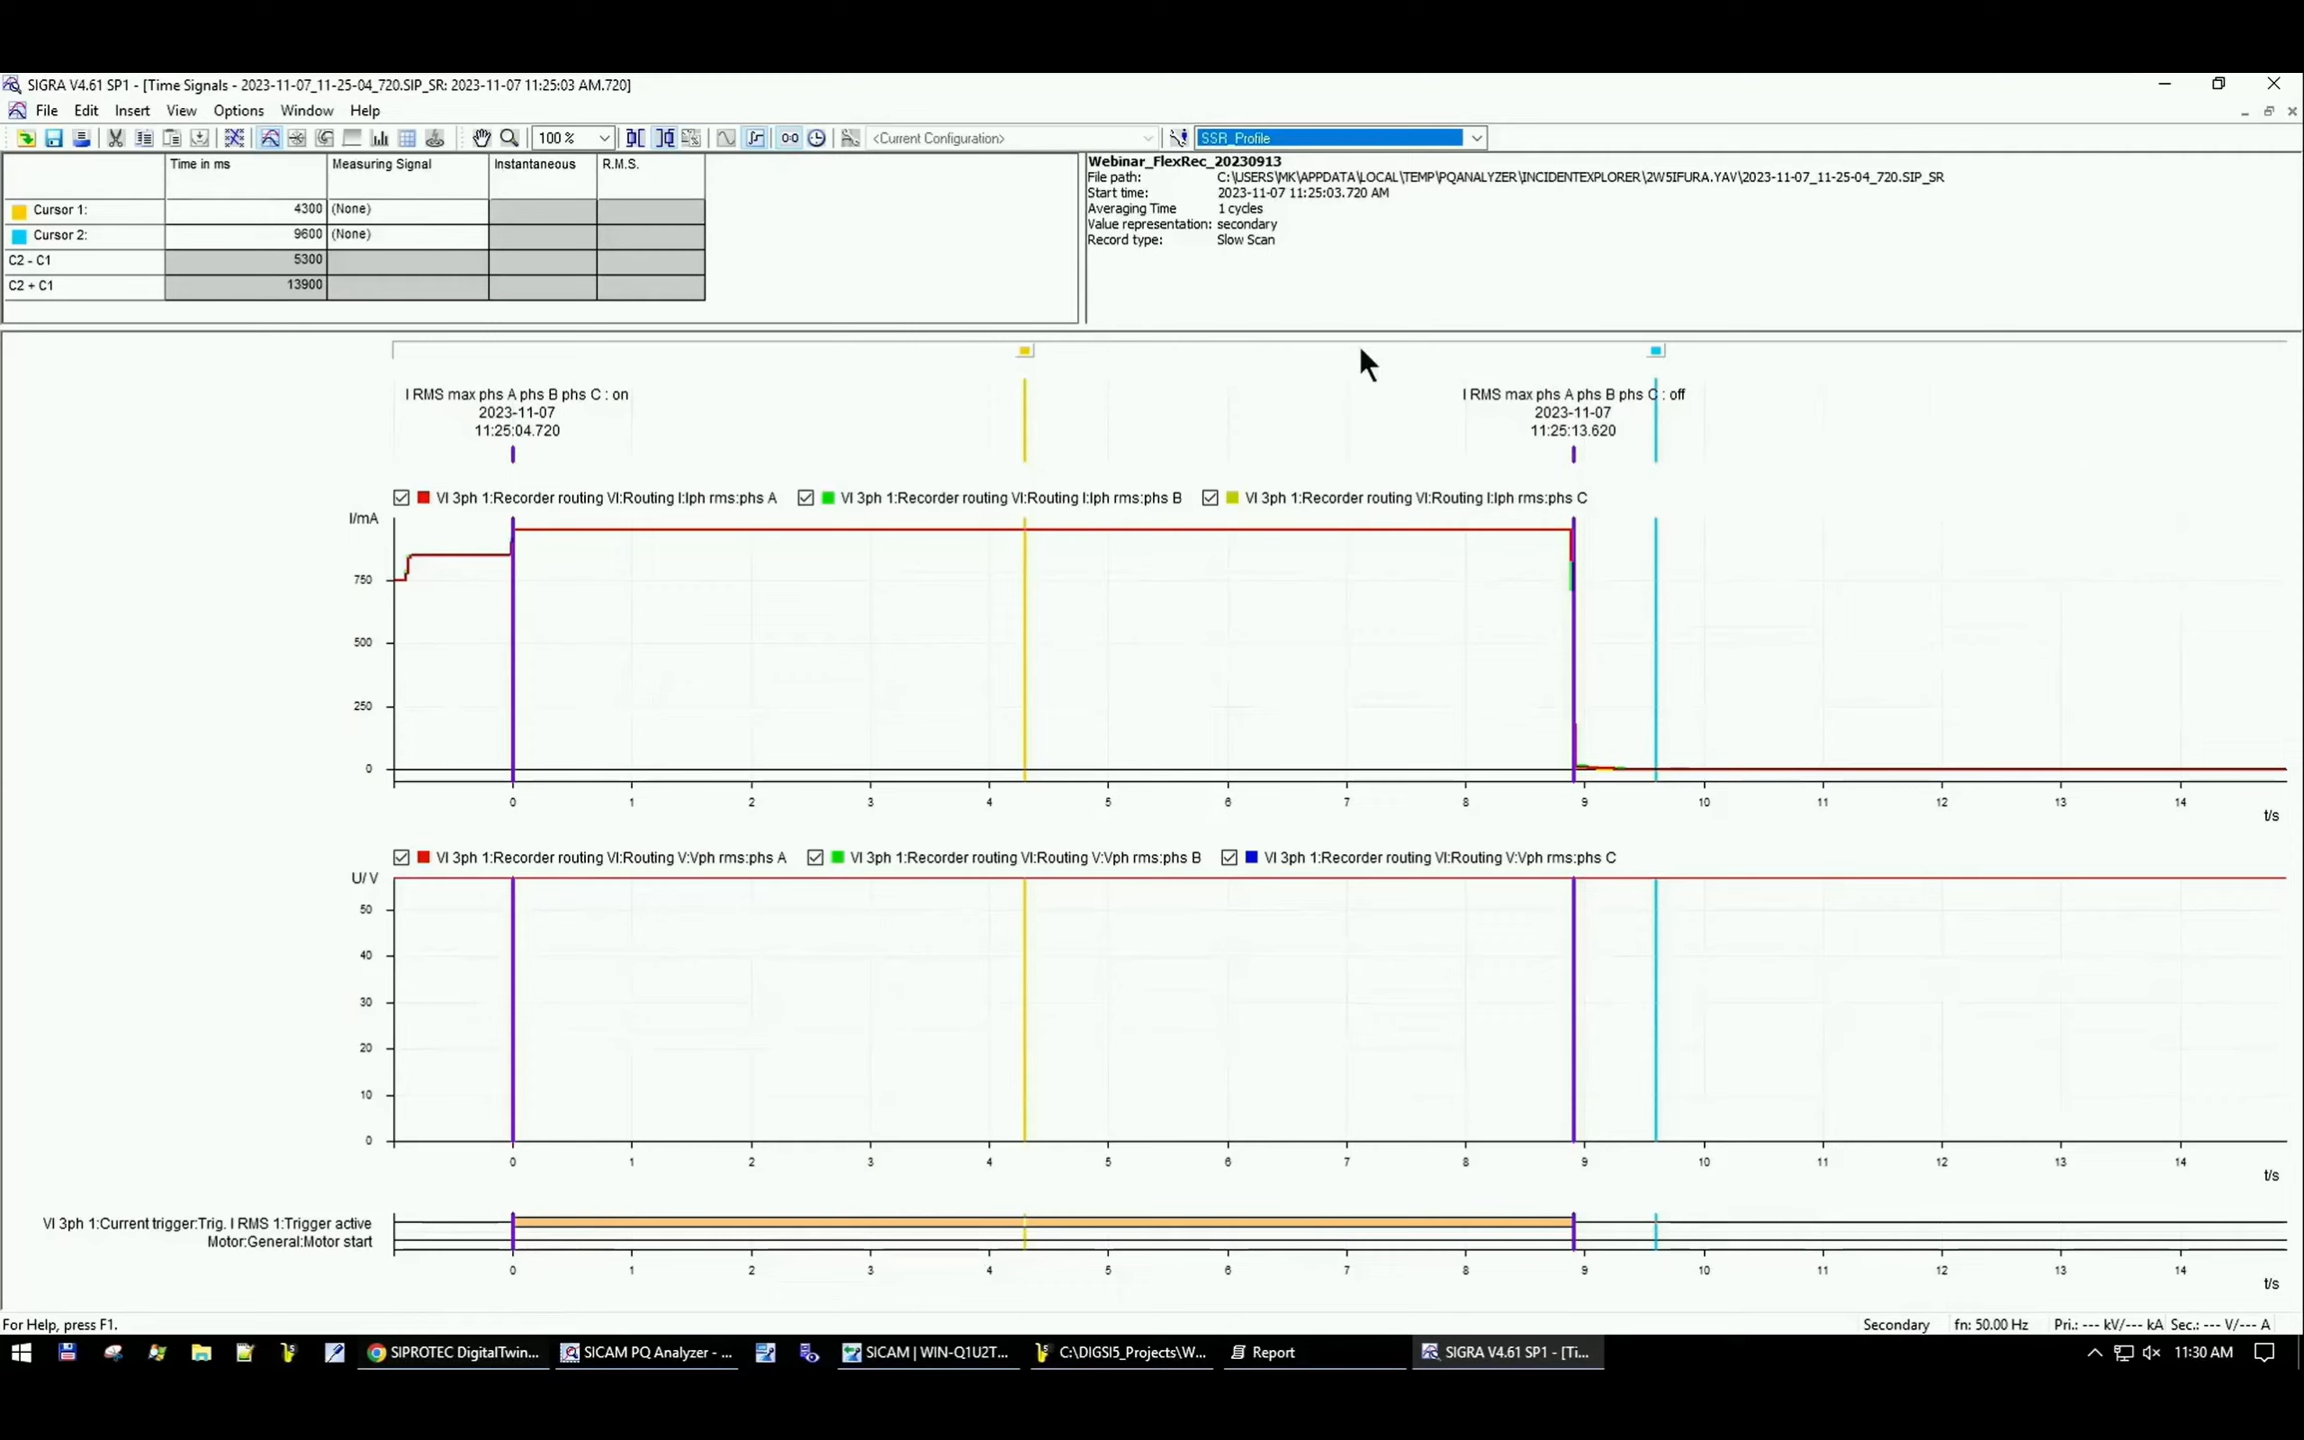 SIGRA V4.61 SP1 - [Time Signals - 2023-11-07_11-25-04_720.SIP_SR: 2023-11-07 11:25:03 AM.720]
File Edit Insert View Options Window Help
100 % <Current Configuration> SSR_Profile
Time in ms Measuring Signal Instantaneous R.M.S.
Cursor 1: 4300 (None)
Cursor 2: 9600 (None)
C2 - C1 5300
C2 + C1 13900
Webinar_FlexRec_20230913
File path: C:\USERS\MK\APPDATA\LOCAL\TEMP\PQANALYZER\INCIDENTEXPLORER\2W5IFURA.YAV\2023-11-07_11-25-04_720.SIP_SR
Start time: 2023-11-07 11:25:03.720 AM
Averaging Time 1 cycles
Value representation: secondary
Record type: Slow Scan
I RMS max phs A phs B phs C : on
2023-11-07
11:25:04.720
I RMS max phs A phs B phs C : off
2023-11-07
11:25:13.620
VI 3ph 1:Recorder routing VI:Routing I:Iph rms:phs A VI 3ph 1:Recorder routing VI:Routing I:Iph rms:phs B VI 3ph 1:Recorder routing VI:Routing I:Iph rms:phs C
I/mA
750
500
250
0
0 1 2 3 4 5 6 7 8 9 10 11 12 13 14
t/s
VI 3ph 1:Recorder routing VI:Routing V:Vph rms:phs A VI 3ph 1:Recorder routing VI:Routing V:Vph rms:phs B VI 3ph 1:Recorder routing VI:Routing V:Vph rms:phs C
U/V
50
40
30
20
10
0
0 1 2 3 4 5 6 7 8 9 10 11 12 13 14
t/s
VI 3ph 1:Current trigger:Trig. I RMS 1:Trigger active
Motor:General:Motor start
0 1 2 3 4 5 6 7 8 9 10 11 12 13 14
t/s
For Help, press F1. Secondary fn: 50.00 Hz Pri.: --- kV/--- kA Sec.: --- V/--- A
SIPROTEC DigitalTwin... SICAM PQ Analyzer - ... SICAM | WIN-Q1U2T... C:\DIGSI5_Projects\W... Report SIGRA V4.61 SP1 - [Ti... 11:30 AM